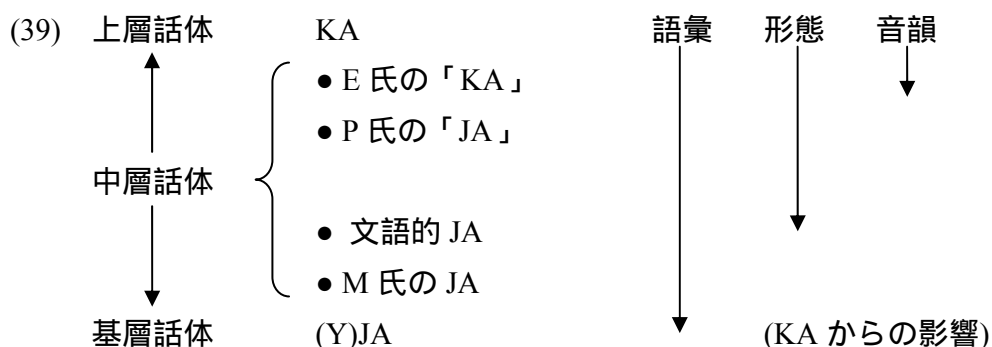 (39) 上層話体 KA 語彙 形態 音韻
● E 氏の「KA」
● P 氏の「JA」
中層話体
● 文語的 JA
● M 氏の JA
基層話体 (Y)JA (KA からの影響)